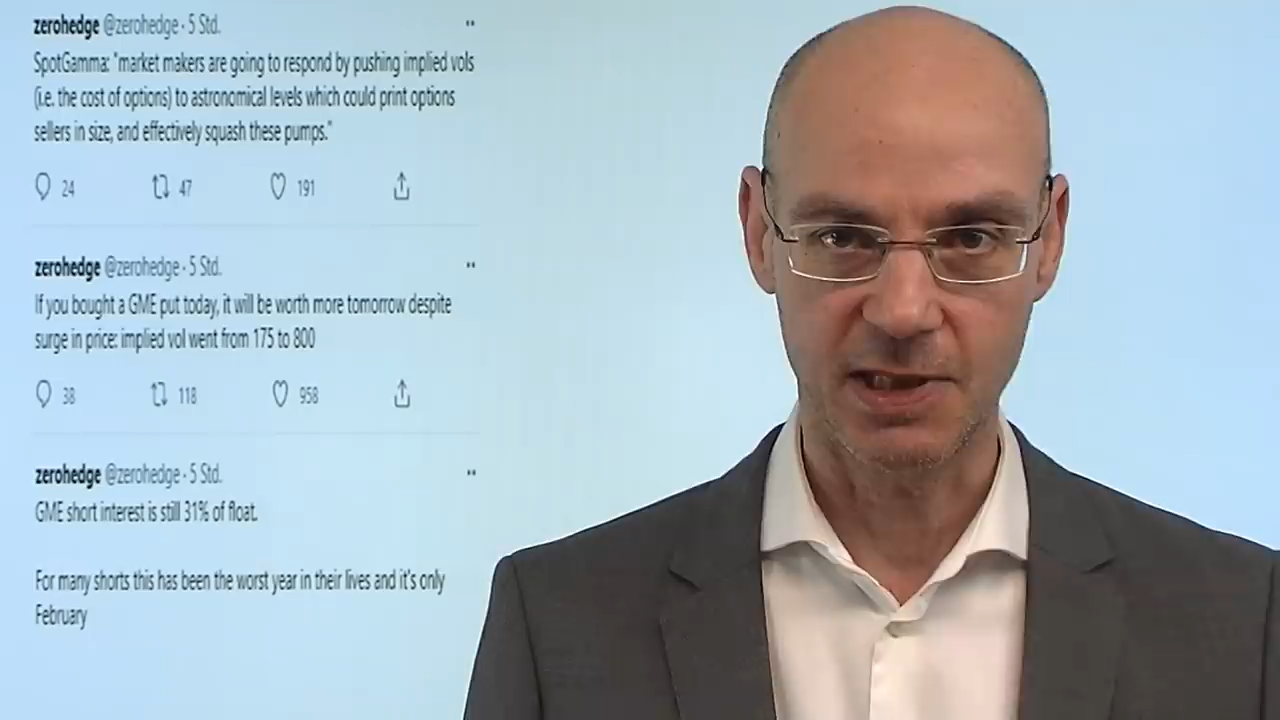 zerohedge @zerohedge · 5 Std.
SpotGamma: "market makers are going to respond by pushing implied vols
(i.e. the cost of options) to astronomical levels which could print options
sellers in size, and effectively squash these pumps."
24 47 191
zerohedge @zerohedge · 5 Std.
If you bought a GME put today, it will be worth more tomorrow despite
surge in price: implied vol went from 175 to 800
38 118 958
zerohedge @zerohedge · 5 Std.
GME short interest is still 31% of float.
For many shorts this has been the worst year in their lives and it's only
February